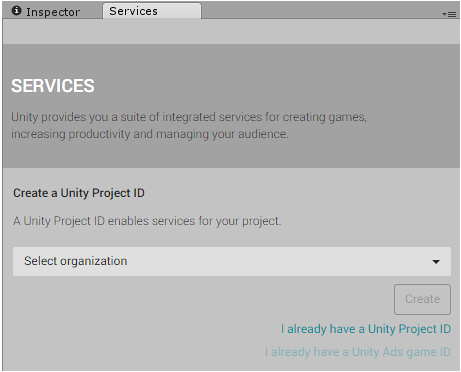 Inspector
Services
SERVICES
Unity provides you a suite of integrated services for creating games,
increasing productivity and managing your audience.
Create a Unity Project ID
A Unity Project ID enables services for your project.
Select organization
Create
I already have a Unity Project ID
I already have a Unity Ads game ID